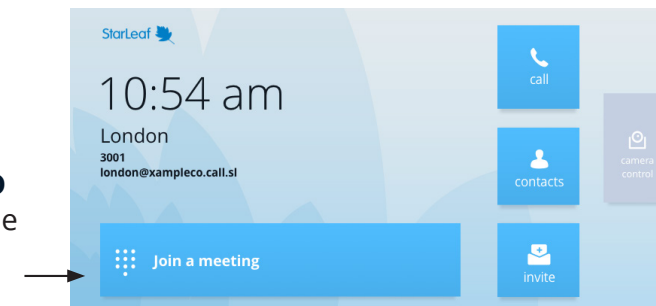 StarLeaf
10:54 am
London
3001
london@xampleco.call.sl
Join a meeting
call
contacts
invite
camera
control
e